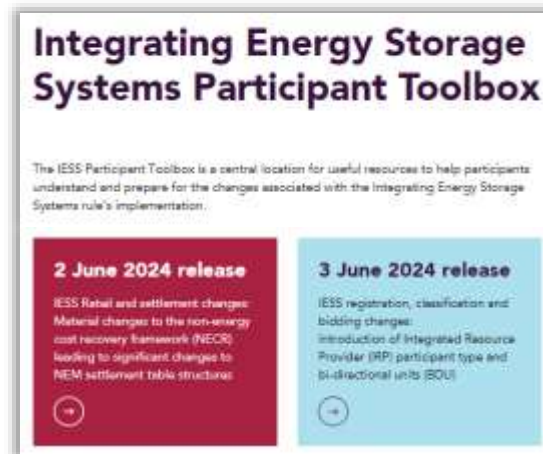 Integrating Energy Storage
Systems Participant Toolbox
The IESS Participant Toolbox is a central location for useful resources to help participants
understand and prepare for the changes associated with the Integrating Energy Storage
Systems rule's implementation.
2 June 2024 release
IESS Retail and settlement changes:
Material changes to the non-energy
cost recovery framework (NECR)
leading to significant changes to
NEM settlement table structures
3 June 2024 release
IESS registration, classification and
bidding changes:
introduction of Integrated Resource
Provider (IRP) participant type and
bi-directional units (BDU)